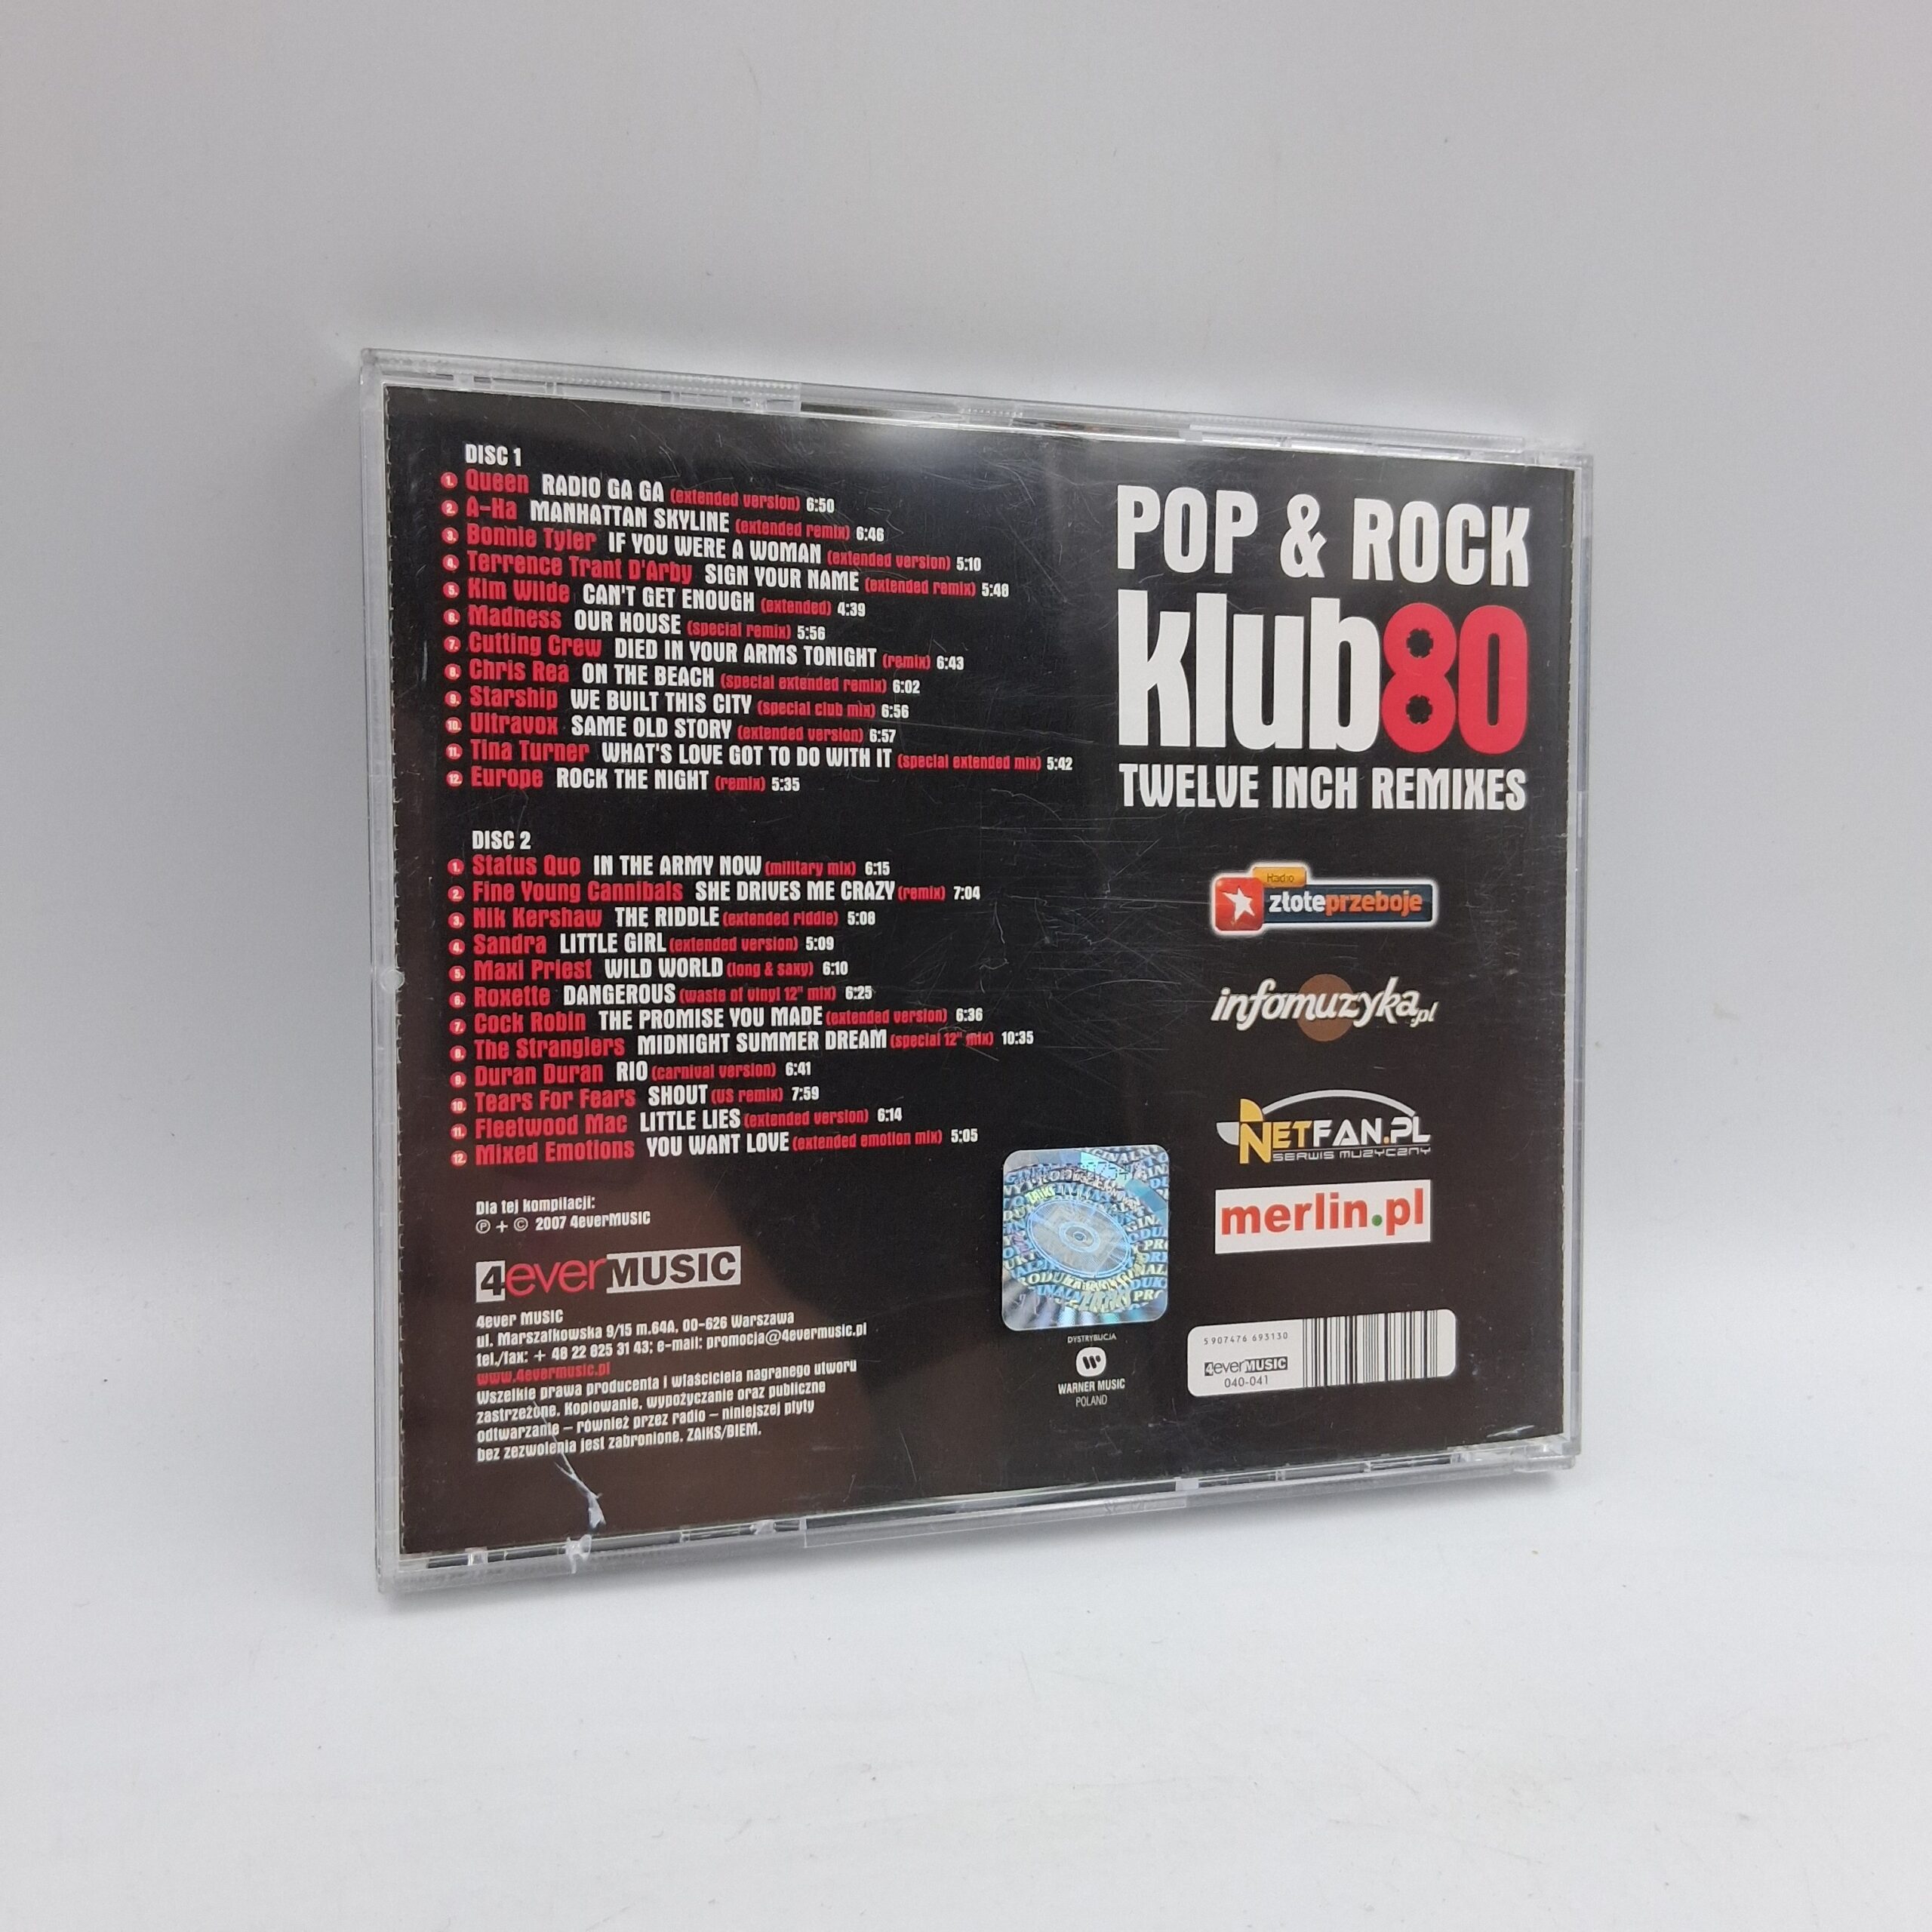 DISC 1
1. Queen RADIO GA GA (extended version) 6:50
2. A-Ha MANHATTAN SKYLINE (extended remix) 6:46
3. Bonnie Tyler IF YOU WERE A WOMAN (extended version) 5:10
4. Terrence Trant D'Arby SIGN YOUR NAME (extended remix) 5:40
5. Kim Wilde CAN'T GET ENOUGH (extended) 4:39
6. Madness OUR HOUSE (special remix) 5:56
7. Cutting Crew DIED IN YOUR ARMS TONIGHT (remix) 6:43
8. Chris Rea ON THE BEACH (special extended remix) 6:02
9. Starship WE BUILT THIS CITY (special club mix) 6:56
10. Ultravox SAME OLD STORY (extended version) 6:57
11. Tina Turner WHAT'S LOVE GOT TO DO WITH IT (special extended mix) 5:42
12. Europe ROCK THE NIGHT (remix) 5:35
DISC 2
1. Status Quo IN THE ARMY NOW (military mix) 6:15
2. Fine Young Cannibals SHE DRIVES ME CRAZY (remix) 7:04
3. Nik Kershaw THE RIDDLE (extended riddle) 5:08
4. Sandra LITTLE GIRL (extended version) 5:09
5. Maxi Priest WILD WORLD (long & saxy) 6:10
6. Roxette DANGEROUS (waste of vinyl 12" mix) 6:25
7. Cock Robin THE PROMISE YOU MADE (extended version) 6:36
8. The Stranglers MIDNIGHT SUMMER DREAM (special 12" mix) 10:35
9. Duran Duran RIO (carnival version) 6:41
10. Tears For Fears SHOUT (US remix) 7:59
11. Fleetwood Mac LITTLE LIES (extended version) 6:14
12. Mixed Emotions YOU WANT LOVE (extended emotion mix) 5:05
Dla tej kompilacji:
℗ + © 2007 4everMUSIC
4everMUSIC
4ever MUSIC
ul. Marszałkowska 9/15 m.64A, 00-626 Warszawa
tel./fax: + 48 22 825 31 43; e-mail: promocja@4evermusic.pl
www.4evermusic.pl
Wszelkie prawa producenta i właściciela nagranego utworu
zastrzeżone. Kopiowanie, wypożyczanie oraz publiczne
odtwarzanie – również przez radio – niniejszej płyty
bez zezwolenia jest zabronione. ZAiKS/BIEM.
POP & ROCK
klub80
TWELVE INCH REMIXES
Radio
złoteprzeboje
infomuzyka.pl
NETFAN.PL
SERWIS MUZYCZNY
merlin.pl
DYSTRYBUCJA
WARNER MUSIC
POLAND
5 907476 693130
4everMUSIC
040-041